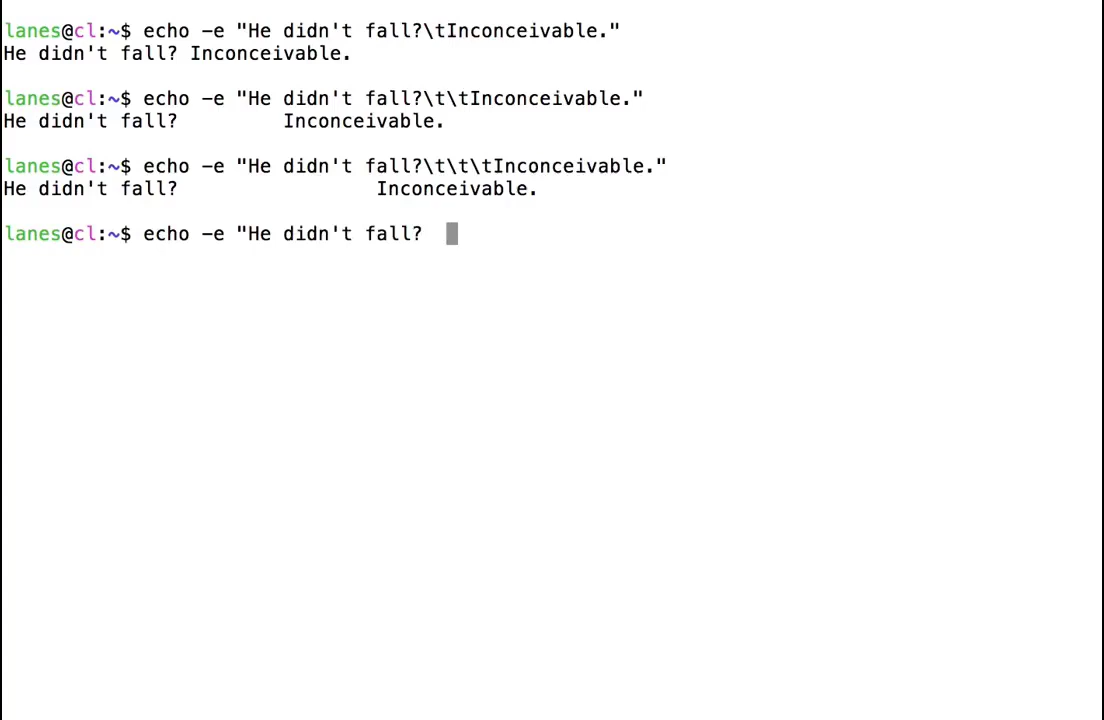 lanes@cl:~$ echo -e "He didn't fall?\tInconceivable."
He didn't fall? Inconceivable.
lanes@cl:~$ echo -e "He didn't fall?\t\tInconceivable."
He didn't fall?         Inconceivable.
lanes@cl:~$ echo -e "He didn't fall?\t\t\tInconceivable."
He didn't fall?                 Inconceivable.
lanes@cl:~$ echo -e "He didn't fall?